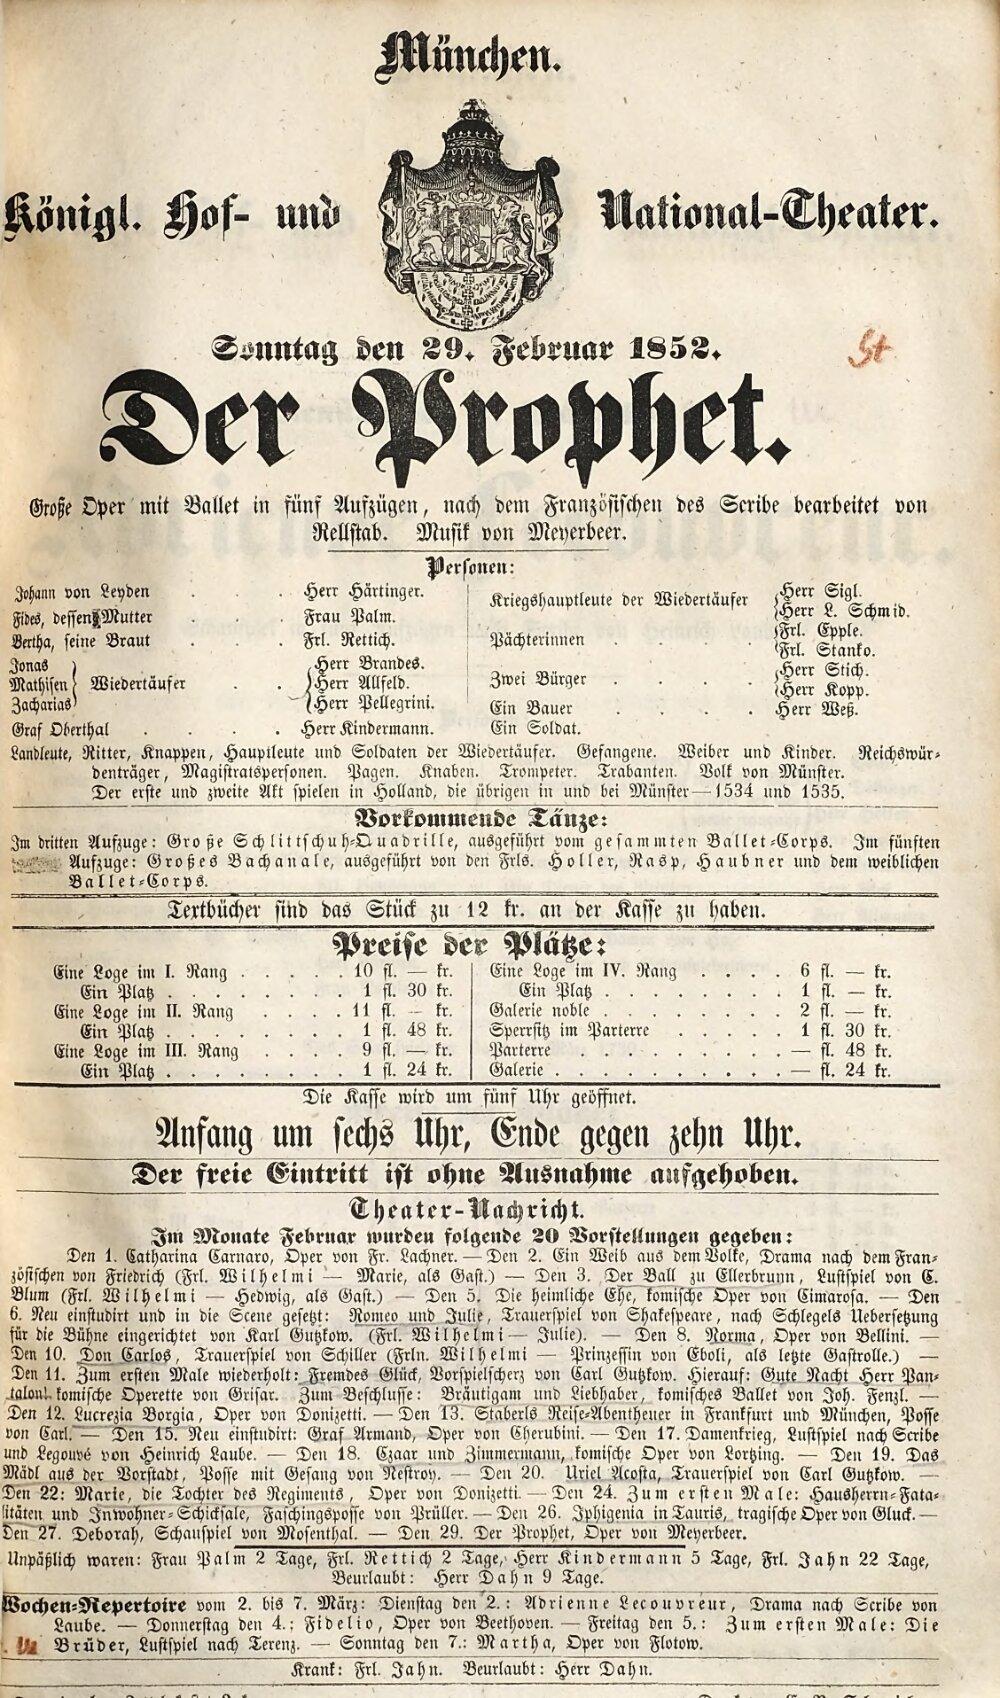 München.
Königl. Hof- und National-Theater.
Sonntag den 29. Februar 1852.
St
Der Prophet.
Große Oper mit Ballet in fünf Aufzügen, nach dem Französischen des Scribe bearbeitet von
Rellstab. Musik von Meyerbeer.
Personen:
Johann von Leyden . . . Herr Härtinger.
Fides, dessen Mutter . . . Frau Palm.
Bertha, seine Braut . . . Frl. Rettich.
Jonas Herr Brandes.
Mathisen Wiedertäufer . . Herr Allfeld.
Zacharias Herr Pellegrini.
Graf Oberthal . . . . Herr Kindermann.
Kriegshauptleute der Wiedertäufer Herr Sigl.
Herr L. Schmid.
Pächterinnen . . . . Frl. Epple.
Frl. Stanko.
Zwei Bürger . . . . Herr Stich.
Herr Kopp.
Ein Bauer . . . . Herr Weß.
Ein Soldat.
Landleute, Ritter, Knappen, Hauptleute und Soldaten der Wiedertäufer. Gefangene. Weiber und Kinder. Reichswür-
denträger, Magistratspersonen. Pagen. Knaben. Trompeter. Trabanten. Volk von Münster.
Der erste und zweite Akt spielen in Holland, die übrigen in und bei Münster—1534 und 1535.
Vorkommende Tänze:
Im dritten Aufzuge: Große Schlittschuh-Quadrille, ausgeführt vom gesammten Ballet-Corps. Im fünften
Aufzuge: Großes Bachanale, ausgeführt von den Frls. Holler, Rasp, Haubner und dem weiblichen
Ballet-Corps.
Textbücher sind das Stück zu 12 kr. an der Kasse zu haben.
Preise der Plätze:
Eine Loge im I. Rang . . . . . 10 fl. — kr.
Ein Platz . . . . . . . 1 fl. 30 kr.
Eine Loge im II. Rang . . . . 11 fl. — kr.
Ein Platz . . . . . . . 1 fl. 48 kr.
Eine Loge im III. Rang . . . . 9 fl. — kr.
Ein Platz . . . . . . . 1 fl. 24 kr.
Eine Loge im IV. Rang . . . . 6 fl. — kr.
Ein Platz . . . . . . . 1 fl. — kr.
Galerie noble . . . . . . 2 fl. — kr.
Sperrsitz im Parterre . . . . . 1 fl. 30 kr.
Parterre . . . . . . . — fl. 48 kr.
Galerie . . . . . . . . — fl. 24 kr.
Die Kasse wird um fünf Uhr geöffnet.
Anfang um sechs Uhr, Ende gegen zehn Uhr.
Der freie Eintritt ist ohne Ausnahme aufgehoben.
Theater-Nachricht.
Im Monate Februar wurden folgende 20 Vorstellungen gegeben:
Den 1. Catharina Carnaro, Oper von Fr. Lachner. — Den 2. Ein Weib aus dem Volke, Drama nach dem Fran-
zösischen von Friedrich (Frl. Wilhelmi — Marie, als Gast.) — Den 3. Der Ball zu Ellerbrunn, Lustspiel von C.
Blum (Frl. Wilhelmi — Hedwig, als Gast.) — Den 5. Die heimliche Ehe, komische Oper von Cimarosa. — Den
6. Neu einstudirt und in die Scene gesetzt: Romeo und Julie, Trauerspiel von Shakespeare, nach Schlegels Uebersetzung
für die Bühne eingerichtet von Karl Gutzkow. (Frl. Wilhelmi — Julie). — Den 8. Norma, Oper von Bellini. —
Den 10. Don Carlos, Trauerspiel von Schiller (Frln. Wilhelmi — Prinzessin von Eboli, als letzte Gastrolle.) —
Den 11. Zum ersten Male wiederholt: Fremdes Glück, Vorspielscherz von Carl Gutzkow. Hierauf: Gute Nacht Herr Pan-
talon! komische Operette von Grisar. Zum Beschlusse: Bräutigam und Liebhaber, komisches Ballet von Joh. Fenzl. —
Den 12. Lucrezia Borgia, Oper von Donizetti. — Den 13. Staberls Reise-Abentheuer in Frankfurt und München, Posse
von Carl. — Den 15. Neu einstudirt: Graf Armand, Oper von Cherubini. — Den 17. Damenkrieg, Lustspiel nach Scribe
und Legouvé von Heinrich Laube. — Den 18. Czaar und Zimmermann, komische Oper von Lortzing. — Den 19. Das
Mädl aus der Vorstadt, Posse mit Gesang von Nestroy. — Den 20. Uriel Acosta, Trauerspiel von Carl Gutzkow. —
Den 22: Marie, die Tochter des Regiments, Oper von Donizetti. — Den 24. Zum ersten Male: Hausherrn-Fata-
litäten und Inwohner-Schicksale, Faschingsposse von Prüller. — Den 26. Iphigenia in Tauris, tragische Oper von Gluck. —
Den 27. Deborah, Schauspiel von Mosenthal. — Den 29. Der Prophet, Oper von Meyerbeer.
Unpäßlich waren: Frau Palm 2 Tage, Frl. Rettich 2 Tage, Herr Kindermann 5 Tage, Frl. Jahn 22 Tage,
Beurlaubt: Herr Dahn 9 Tage.
Wochen-Repertoire vom 2. bis 7. März: Dienstag den 2.: Adrienne Lecouvreur, Drama nach Scribe von
Laube. — Donnerstag den 4.: Fidelio, Oper von Beethoven. — Freitag den 5.: Zum ersten Male: Die
Brüder, Lustspiel nach Terenz. — Sonntag den 7.: Martha, Oper von Flotow.
Krank: Frl. Jahn. Beurlaubt: Herr Dahn.